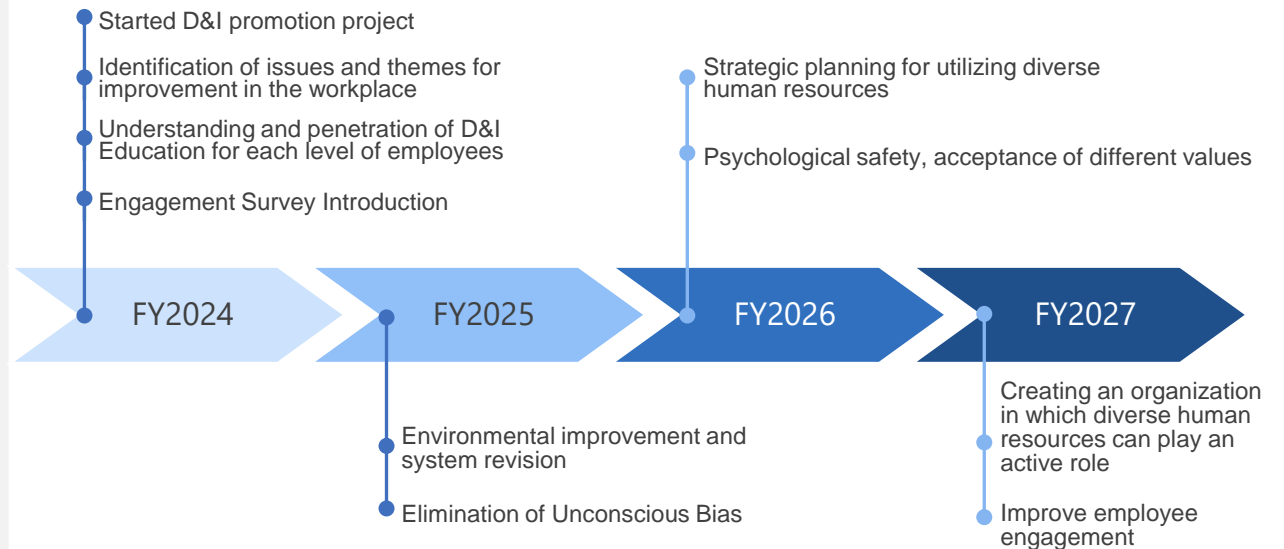 Started D&I promotion project
Identification of issues and themes for
improvement in the workplace
Understanding and penetration of D&I
Education for each level of employees
Engagement Survey Introduction
Strategic planning for utilizing diverse
human resources
Psychological safety, acceptance of different values
FY2024
FY2025
FY2026
FY2027
Environmental improvement and
system revision
Elimination of Unconscious Bias
Creating an organization
in which diverse human
resources can play an
active role
Improve employee
engagement